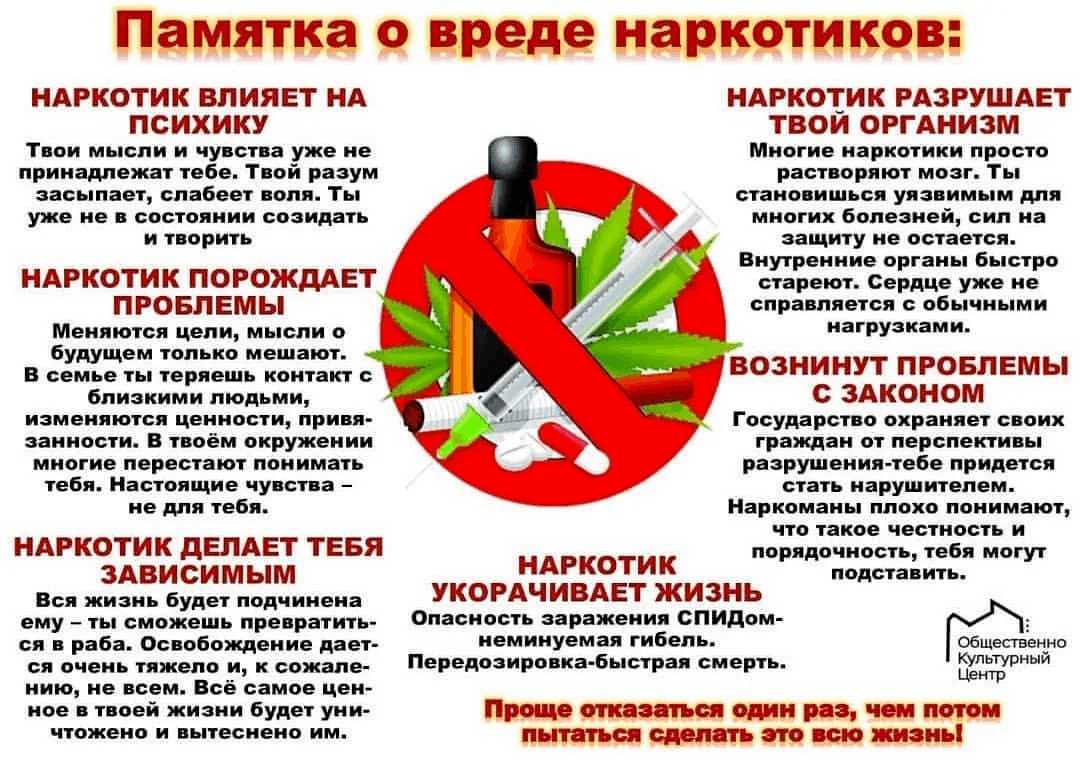 Памятка о вреде наркотиков:
НАРКОТИК ВЛИЯЕТ НА
ПСИХИКУ
Твои мысли и чувства уже не
принадлежат тебе. Твой разум
засыпает, слабеет воля. Ты
уже не в состоянии созидать
и творить
НАРКОТИК ПОРОЖДАЕТ
ПРОБЛЕМЫ
Меняются цели, мысли о
будущем только мешают.
В семье ты теряешь контакт с
близкими людьми,
изменяются ценности, привя-
занности. В твоём окружении
многие перестают понимать
тебя. Настоящие чувства –
не для тебя.
НАРКОТИК ДЕЛАЕТ ТЕБЯ
ЗАВИСИМЫМ
Вся жизнь будет подчинена
ему – ты сможешь превратить-
ся в раба. Освобождение дает-
ся очень тяжело и, к сожале-
нию, не всем. Всё самое цен-
ное в твоей жизни будет уни-
чтожено и вытеснено им.
НАРКОТИК
УКОРАЧИВАЕТ ЖИЗНЬ
Опасность заражения СПИДом-
неминуемая гибель.
Передозировка-быстрая смерть.
НАРКОТИК РАЗРУШАЕТ
ТВОЙ ОРГАНИЗМ
Многие наркотики просто
растворяют мозг. Ты
становишься уязвимым для
многих болезней, сил на
защиту не остается.
Внутренние органы быстро
стареют. Сердце уже не
справляется с обычными
нагрузками.
ВОЗНИНУТ ПРОБЛЕМЫ
С ЗАКОНОМ
Государство охраняет своих
граждан от перспективы
разрушения-тебе придется
стать нарушителем.
Наркоманы плохо понимают,
что такое честность и
порядочность, тебя могут
подставить.
Общественно
Культурный
Центр
Проще отказаться один раз, чем потом
пытаться сделать это всю жизнь!